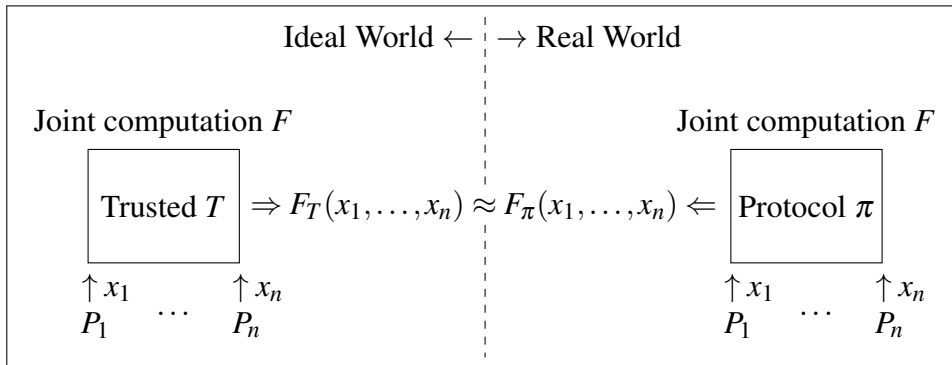 Ideal World ← → Real World
Joint computation F Joint computation F
Trusted T ⇒ F_T(x_1,...,x_n) ≈ F_π(x_1,...,x_n) ⇐ Protocol π
↑ x_1 ↑ x_n ↑ x_1 ↑ x_n
P_1 ··· P_n P_1 ··· P_n